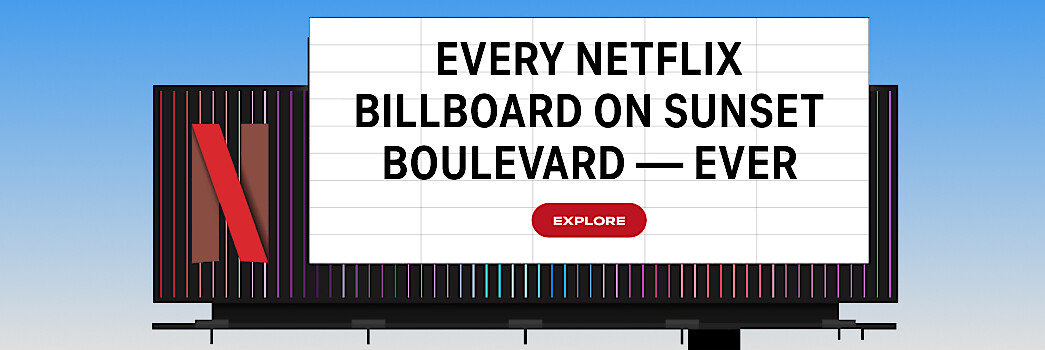 EVERY NETFLIX
BILLBOARD ON SUNSET
BOULEVARD — EVER
EXPLORE